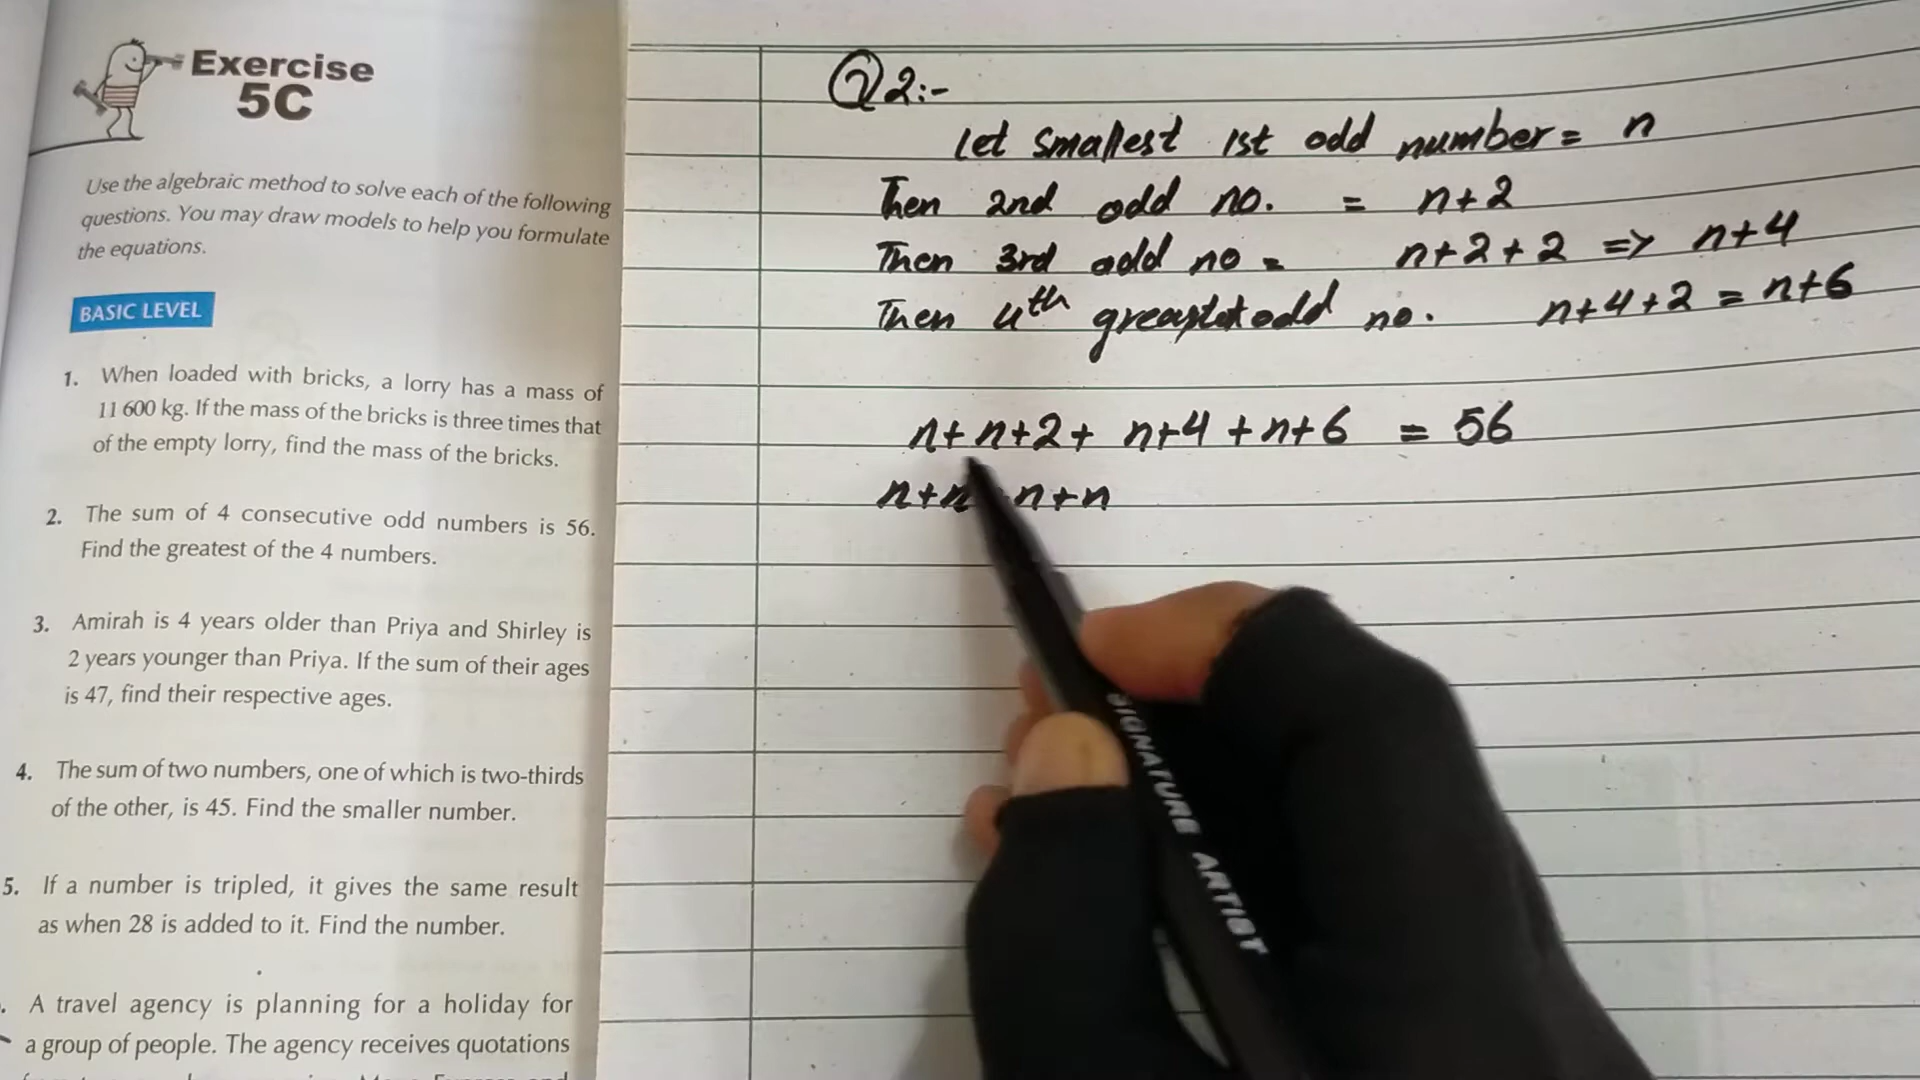 Exercise
5C
Use the algebraic method to solve each of the following
questions. You may draw models to help you formulate
the equations.
BASIC LEVEL
1. When loaded with bricks, a lorry has a mass of
11 600 kg. If the mass of the bricks is three times that
of the empty lorry, find the mass of the bricks.
2. The sum of 4 consecutive odd numbers is 56.
Find the greatest of the 4 numbers.
3. Amirah is 4 years older than Priya and Shirley is
2 years younger than Priya. If the sum of their ages
is 47, find their respective ages.
4. The sum of two numbers, one of which is two-thirds
of the other, is 45. Find the smaller number.
5. If a number is tripled, it gives the same result
as when 28 is added to it. Find the number.
. A travel agency is planning for a holiday for
a group of people. The agency receives quotations
Q2:-
Let smallest 1st odd number = n
Then 2nd odd no. = n+2
Then 3rd odd no = n+2+2 => n+4
Then 4th odd no. n+4+2 = n+6
n+n+2+ n+4+n+6 = 56
n+n n+n
SIGNATURE ARTIST